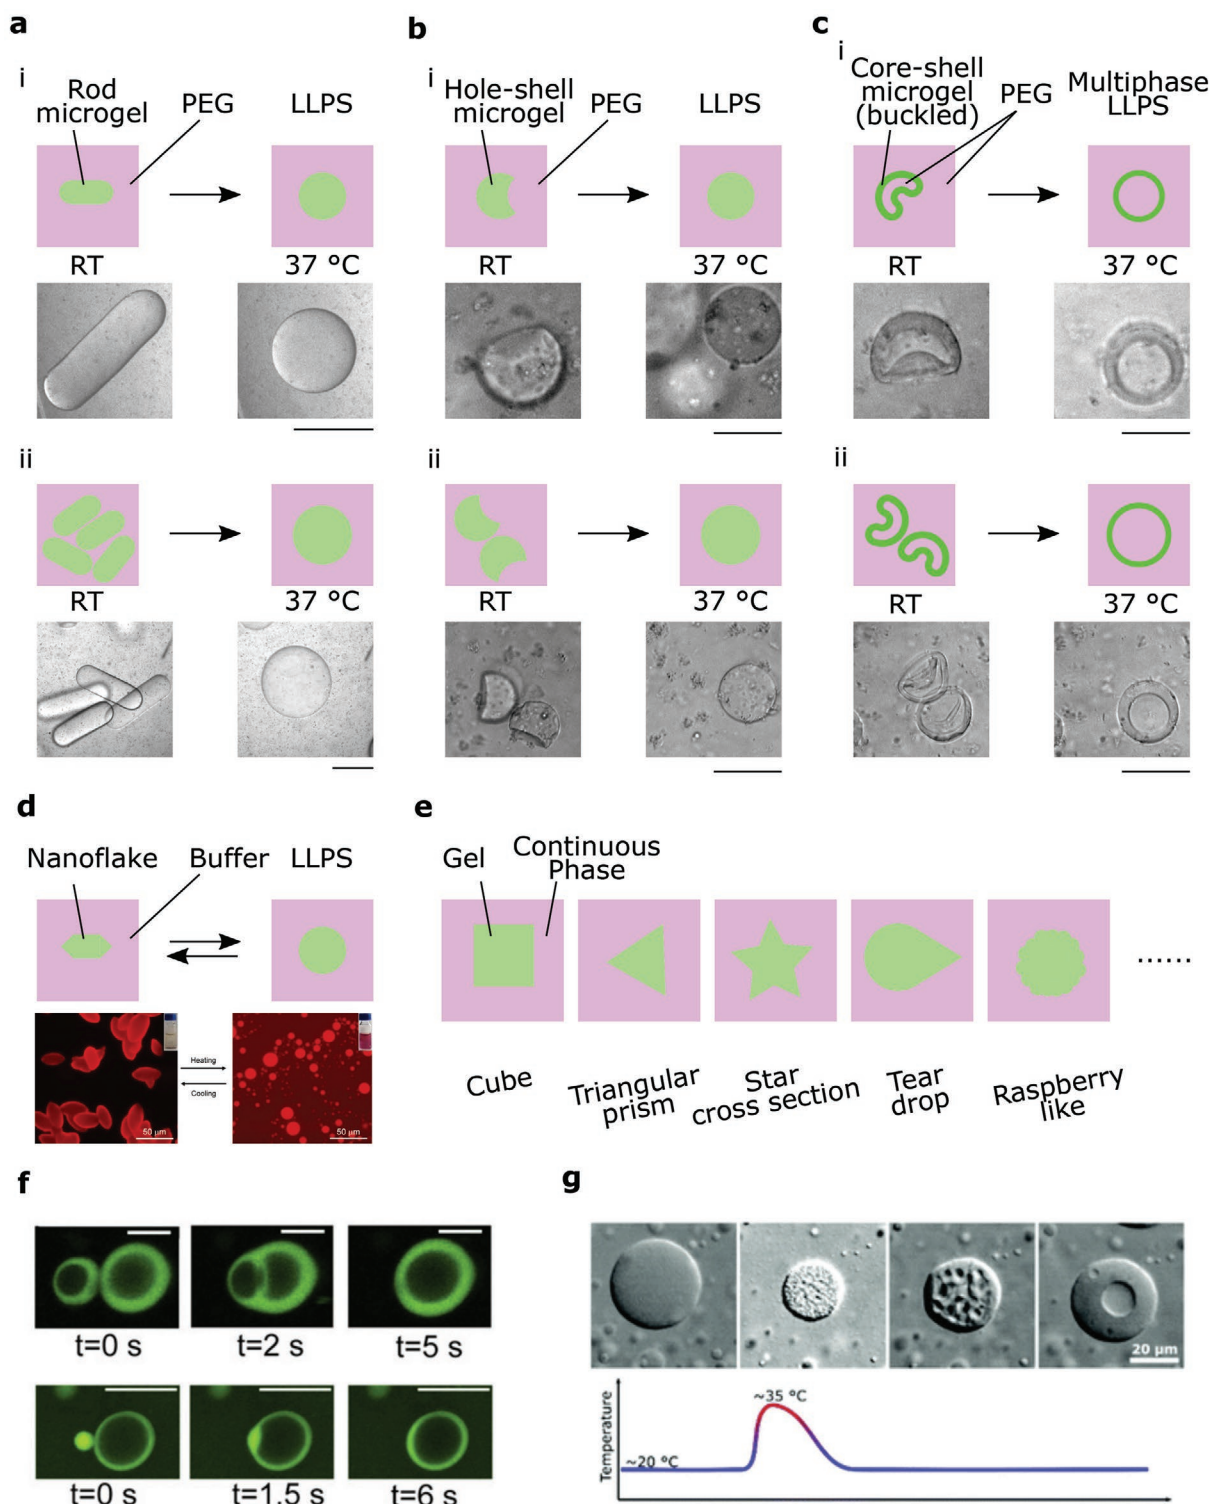 a
i
Rod
microgel
PEG
LLPS
RT
37 °C
ii
RT
37 °C
b
i
Hole-shell
microgel
PEG
LLPS
RT
37 °C
ii
RT
37 °C
c
i
Core-shell
microgel
(buckled)
PEG
Multiphase
LLPS
RT
37 °C
ii
RT
37 °C
d
Nanoflake
Buffer
LLPS
Heating
Cooling
50 μm
50 μm
e
Gel
Continuous
Phase
......
Cube
Triangular
prism
Star
cross section
Tear
drop
Raspberry
like
f
t=0 s
t=2 s
t=5 s
t=0 s
t=1.5 s
t=6 s
g
20 μm
Temperature
~20 °C
~35 °C